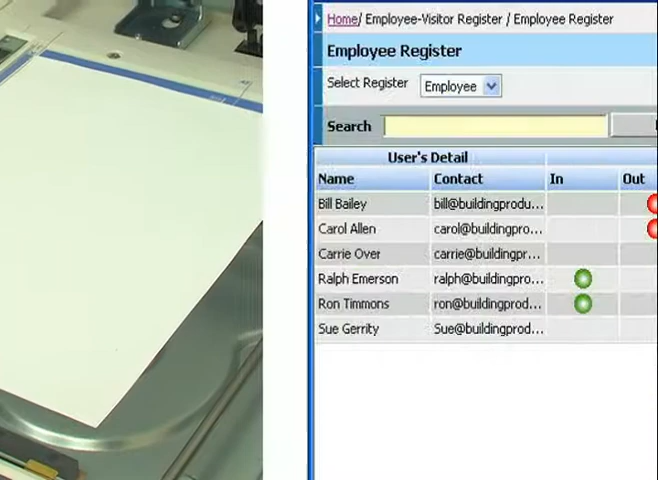 Home/ Employee-Visitor Register / Employee Register
Employee Register
Select Register Employee
Search
User's Detail
Name Contact In Out
Bill Bailey bill@buildingprodu...
Carol Allen carol@buildingpro...
Carrie Over carrie@buildingpr...
Ralph Emerson ralph@buildingpro...
Ron Timmons ron@buildingprod...
Sue Gerrity Sue@buildingprod...